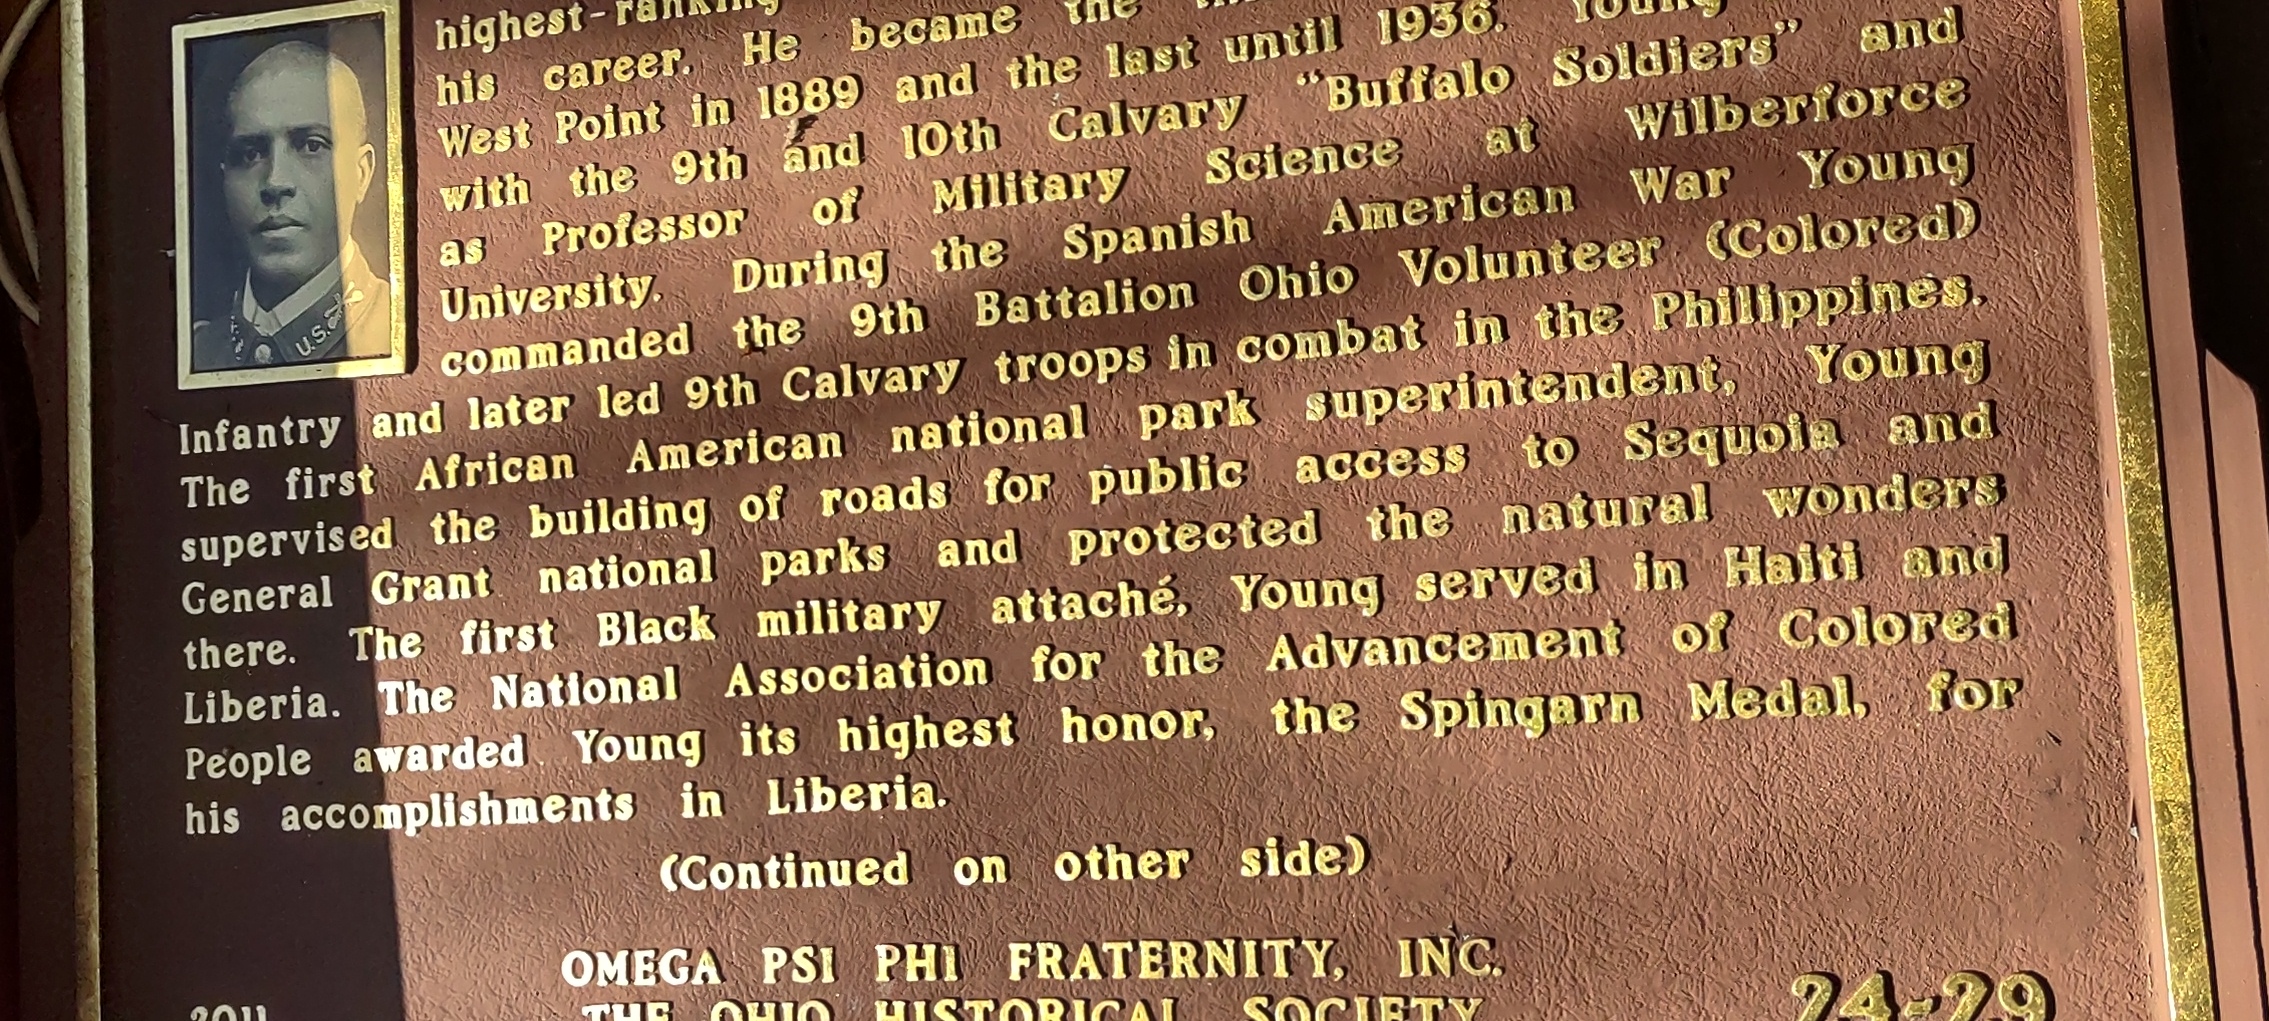 highest-ranking
his career. He became the
West Point in 1889 and the last until 1936. Young
with the 9th and 10th Calvary "Buffalo Soldiers" and
as Professor of Military Science at Wilberforce
University. During the Spanish American War Young
commanded the 9th Battalion Ohio Volunteer (Colored)
Infantry and later led 9th Calvary troops in combat in the Philippines.
The first African American national park superintendent, Young
supervised the building of roads for public access to Sequoia and
General Grant national parks and protected the natural wonders
there. The first Black military attaché, Young served in Haiti and
Liberia. The National Association for the Advancement of Colored
People awarded Young its highest honor, the Spingarn Medal, for
his accomplishments in Liberia.
(Continued on other side)
OMEGA PSI PHI FRATERNITY, INC.
THE OHIO HISTORICAL SOCIETY
2011
24-29
U.S.